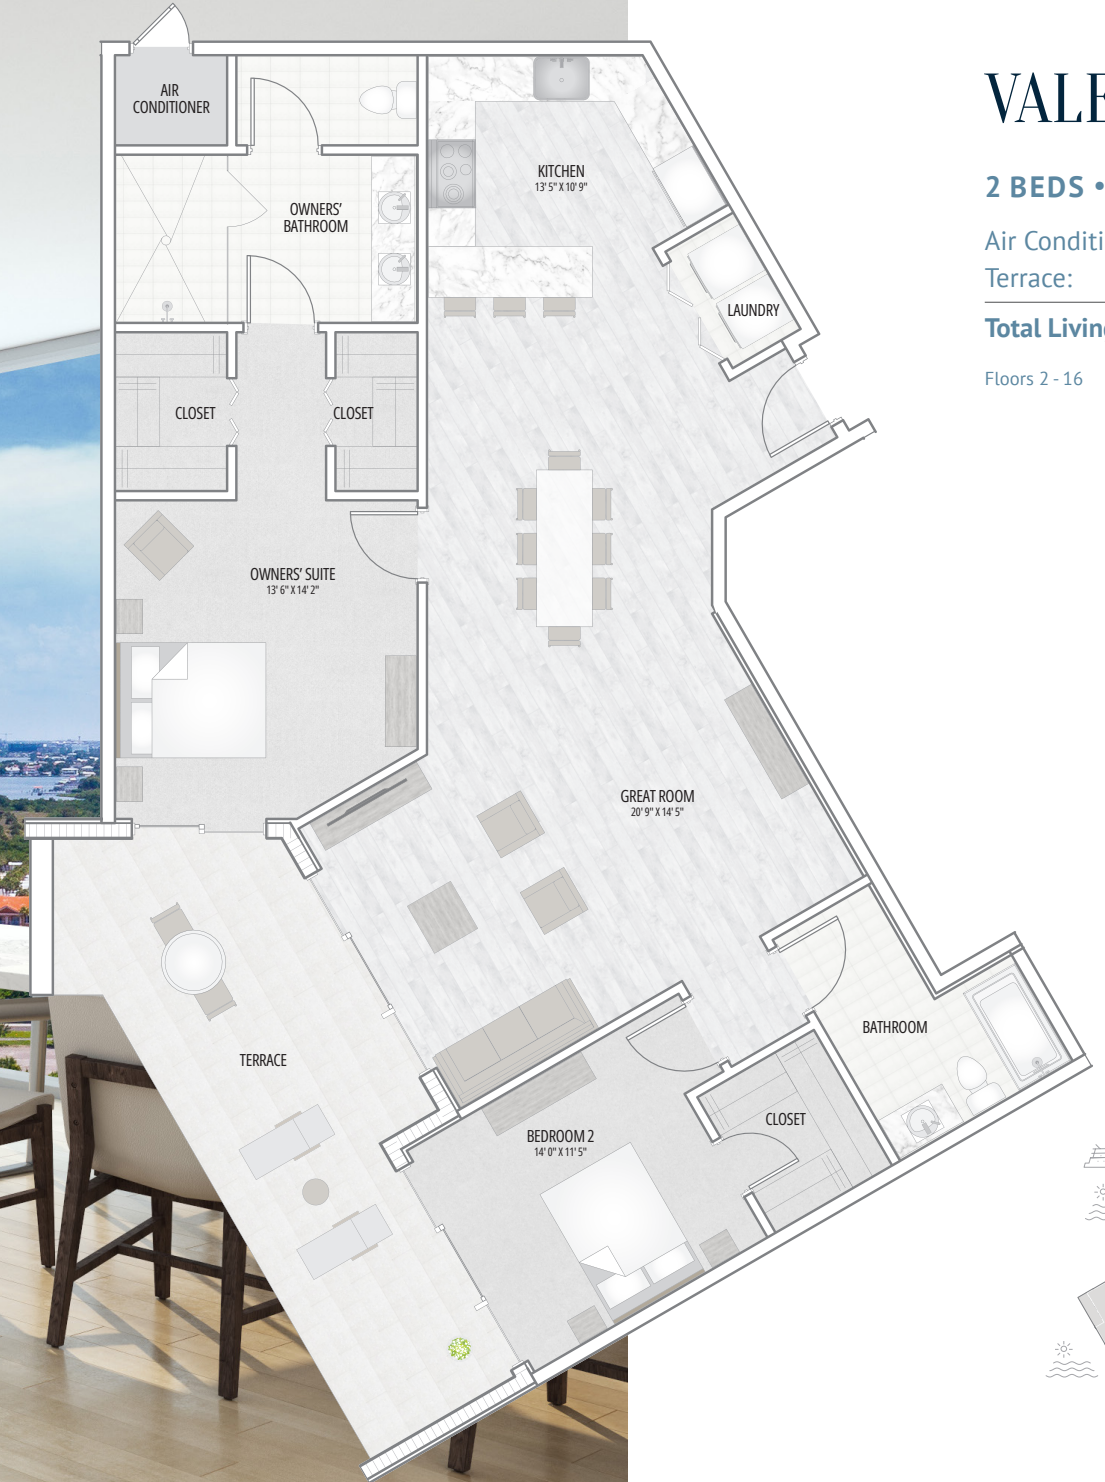 AIR
CONDITIONER
OWNERS'
BATHROOM
KITCHEN
13' 5" X 10' 9"
LAUNDRY
CLOSET
CLOSET
OWNERS' SUITE
13' 6" X 14' 2"
GREAT ROOM
20' 9" X 14' 5"
TERRACE
BATHROOM
BEDROOM 2
14' 0" X 11' 5"
CLOSET
VALE
2 BEDS •
Air Conditi
Terrace:
Total Living
Floors 2 - 16